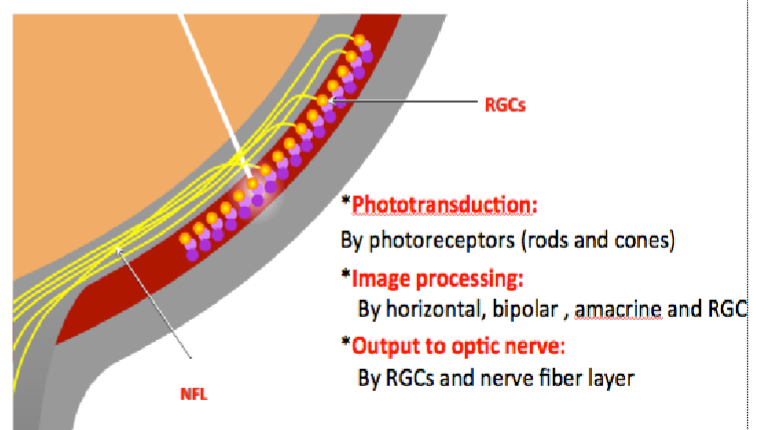 RGCs
*Phototransduction:
By photoreceptors (rods and cones)
*Image processing:
By horizontal, bipolar , amacrine and RGC
*Output to optic nerve:
By RGCs and nerve fiber layer
NFL